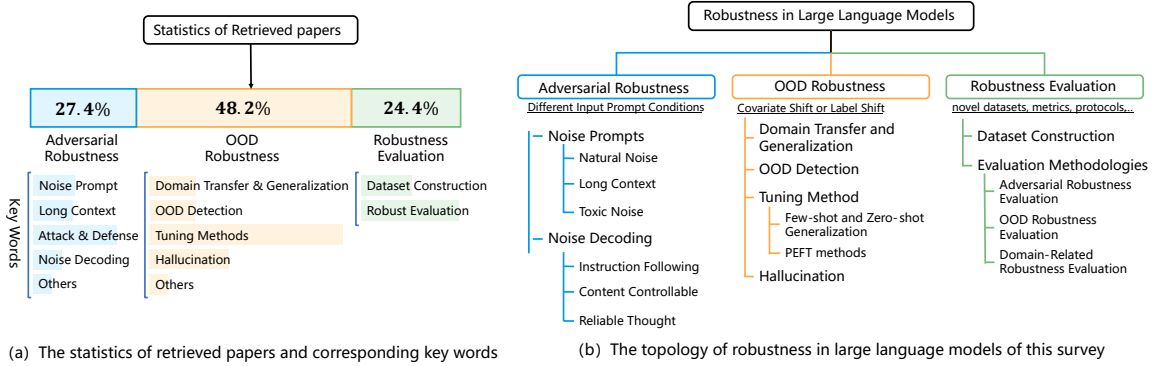 Statistics of Retrieved papers
27.4%
48.2%
24.4%
Adversarial
Robustness
OOD
Robustness
Robustness
Evaluation
Key Words
Noise Prompt
Long Context
Attack & Defense
Noise Decoding
Others
Domain Transfer & Generalization
OOD Detection
Tuning Methods
Hallucination
Others
Dataset Construction
Robust Evaluation
(a) The statistics of retrieved papers and corresponding key words
Robustness in Large Language Models
Adversarial Robustness
Different Input Prompt Conditions
Noise Prompts
Natural Noise
Long Context
Toxic Noise
Noise Decoding
Instruction Following
Content Controllable
Reliable Thought
OOD Robustness
Covariate Shift or Label Shift
Domain Transfer and
Generalization
OOD Detection
Tuning Method
Few-shot and Zero-shot
Generalization
PEFT methods
Hallucination
Robustness Evaluation
novel datasets, metrics, protocols,..
Dataset Construction
Evaluation Methodologies
Adversarial Robustness
Evaluation
OOD Robustness
Evaluation
Domain-Related
Robustness Evaluation
(b) The topology of robustness in large language models of this survey